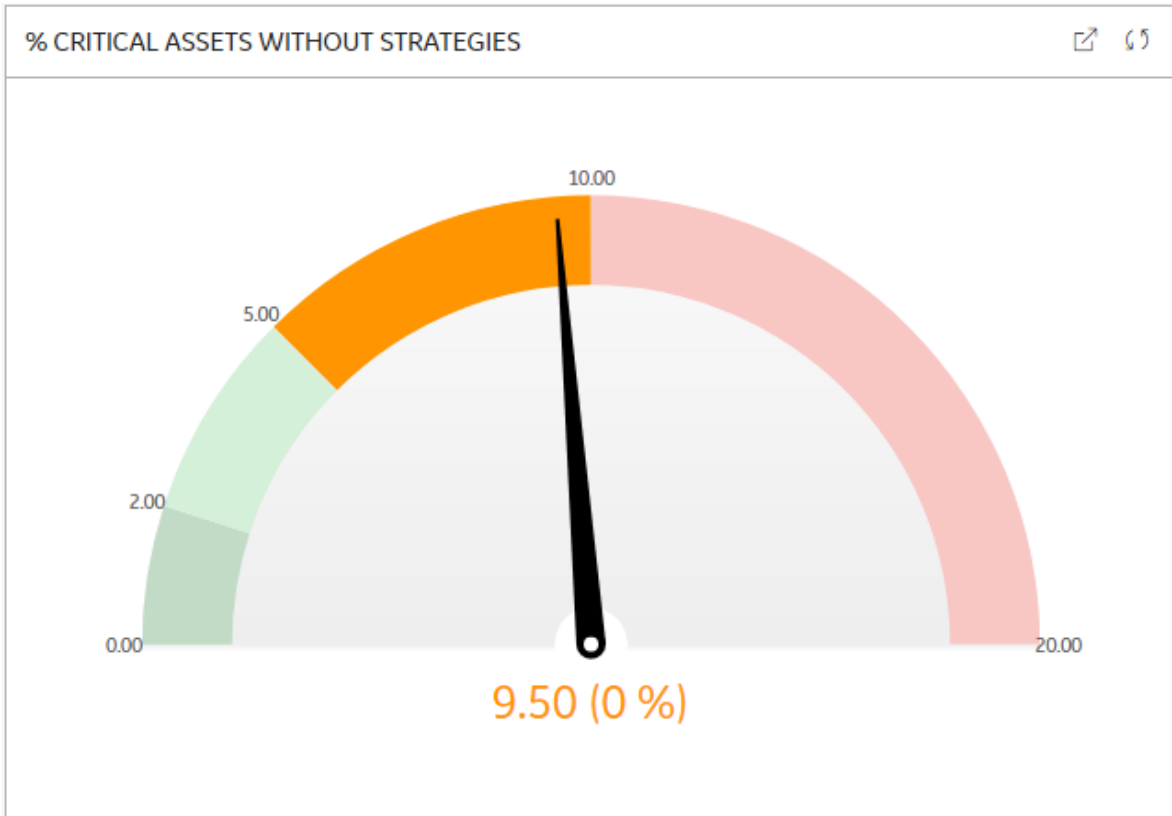 % CRITICAL ASSETS WITHOUT STRATEGIES
10.00
5.00
2.00
0.00
20.00
9.50 (0 %)